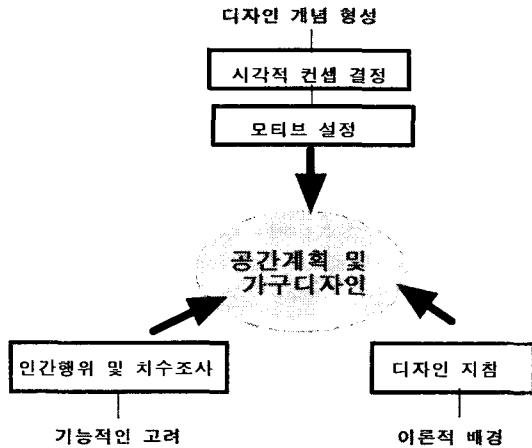 디자인 개념 형성
시각적 컨셉 결정
모티브 설정
공간계획 및
가구디자인
인간행위 및 치수조사
디자인 지침
기능적인 고려
이론적 배경